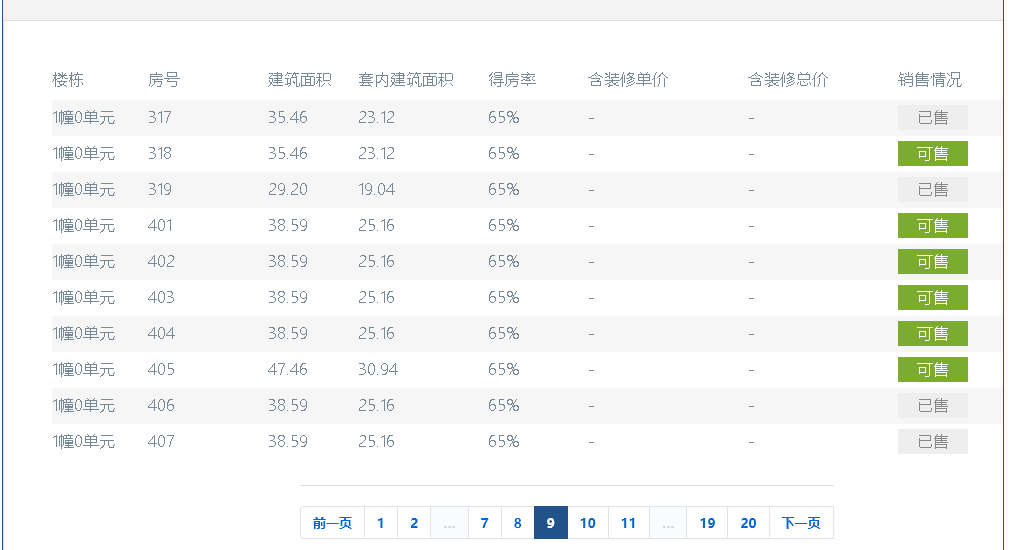 楼栋 房号 建筑面积 套内建筑面积 得房率 含装修单价 含装修总价 销售情况
1幢0单元 317 35.46 23.12 65% - - 已售
1幢0单元 318 35.46 23.12 65% - - 可售
1幢0单元 319 29.20 19.04 65% - - 已售
1幢0单元 401 38.59 25.16 65% - - 可售
1幢0单元 402 38.59 25.16 65% - - 可售
1幢0单元 403 38.59 25.16 65% - - 可售
1幢0单元 404 38.59 25.16 65% - - 可售
1幢0单元 405 47.46 30.94 65% - - 可售
1幢0单元 406 38.59 25.16 65% - - 已售
1幢0单元 407 38.59 25.16 65% - - 已售
前一页 1 2 ... 7 8 9 10 11 ... 19 20 下一页